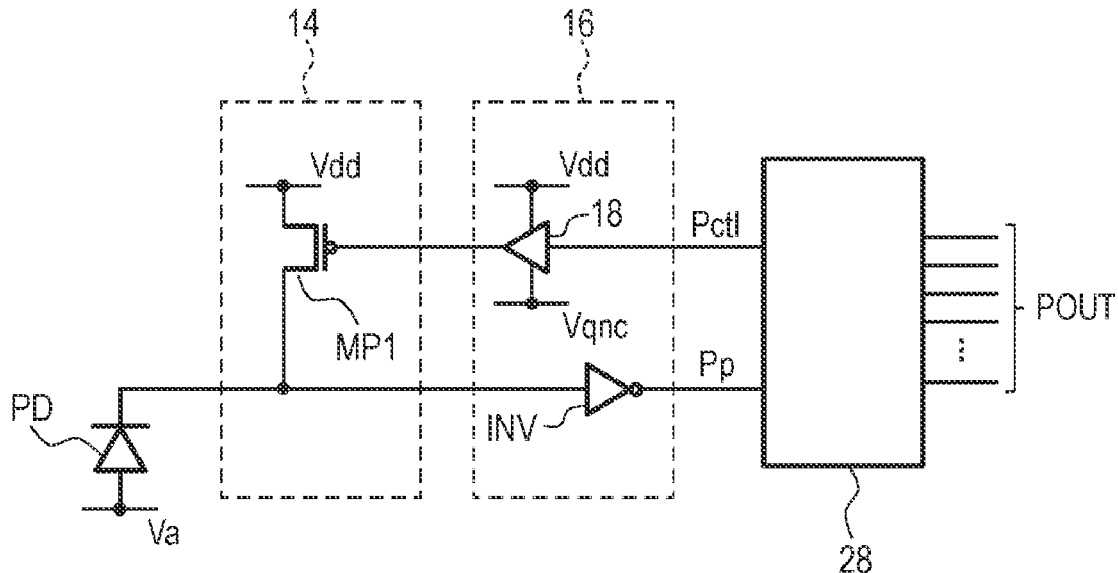 14
16
Vdd
Vdd
18
Pctl
MP1
Vqnc
POUT
Pp
PD
INV
Va
28